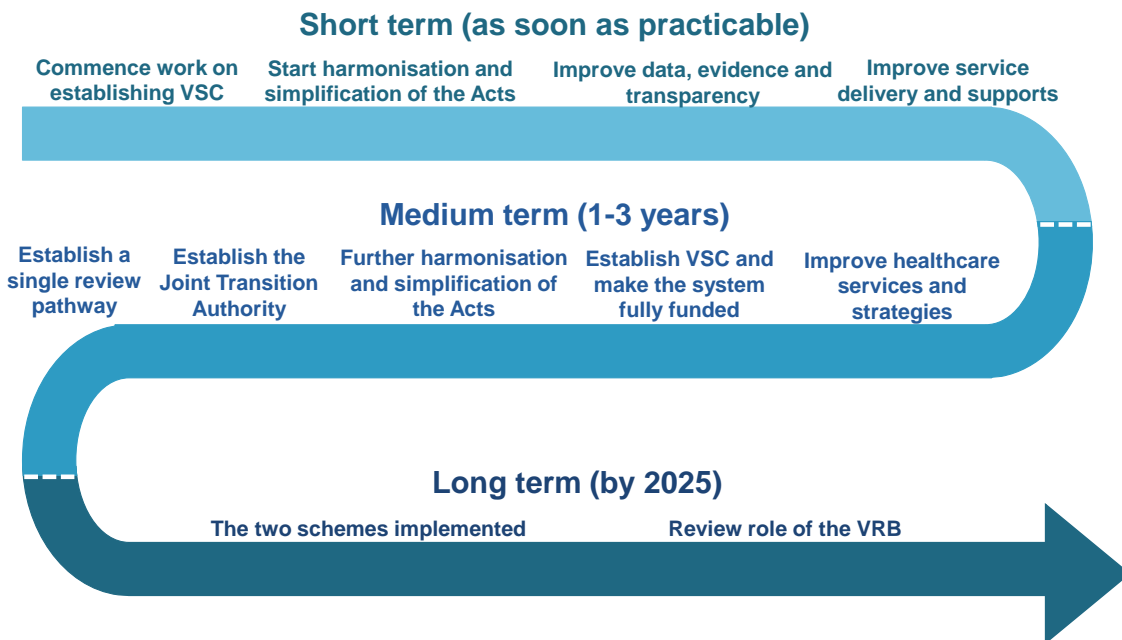 Short term (as soon as practicable)
Commence work on
establishing VSC
Start harmonisation and
simplification of the Acts
Improve data, evidence and
transparency
Improve service
delivery and supports
Medium term (1-3 years)
Establish a
single review
pathway
Establish the
Joint Transition
Authority
Further harmonisation
and simplification of
the Acts
Establish VSC and
make the system
fully funded
Improve healthcare
services and
strategies
Long term (by 2025)
The two schemes implemented
Review role of the VRB